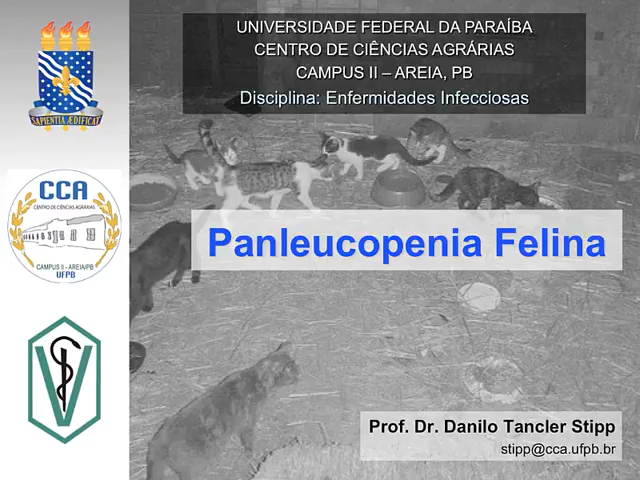 UNIVERSIDADE FEDERAL DA PARAÍBA
CENTRO DE CIÊNCIAS AGRÁRIAS
CAMPUS II – AREIA, PB
Disciplina: Enfermidades Infecciosas
SAPIENTIA ÆDIFICAT
CCA
CENTRO DE CIÊNCIAS AGRÁRIAS
CAMPUS II - AREIA/PB
UFPB
Panleucopenia Felina
V
Prof. Dr. Danilo Tancler Stipp
stipp@cca.ufpb.br